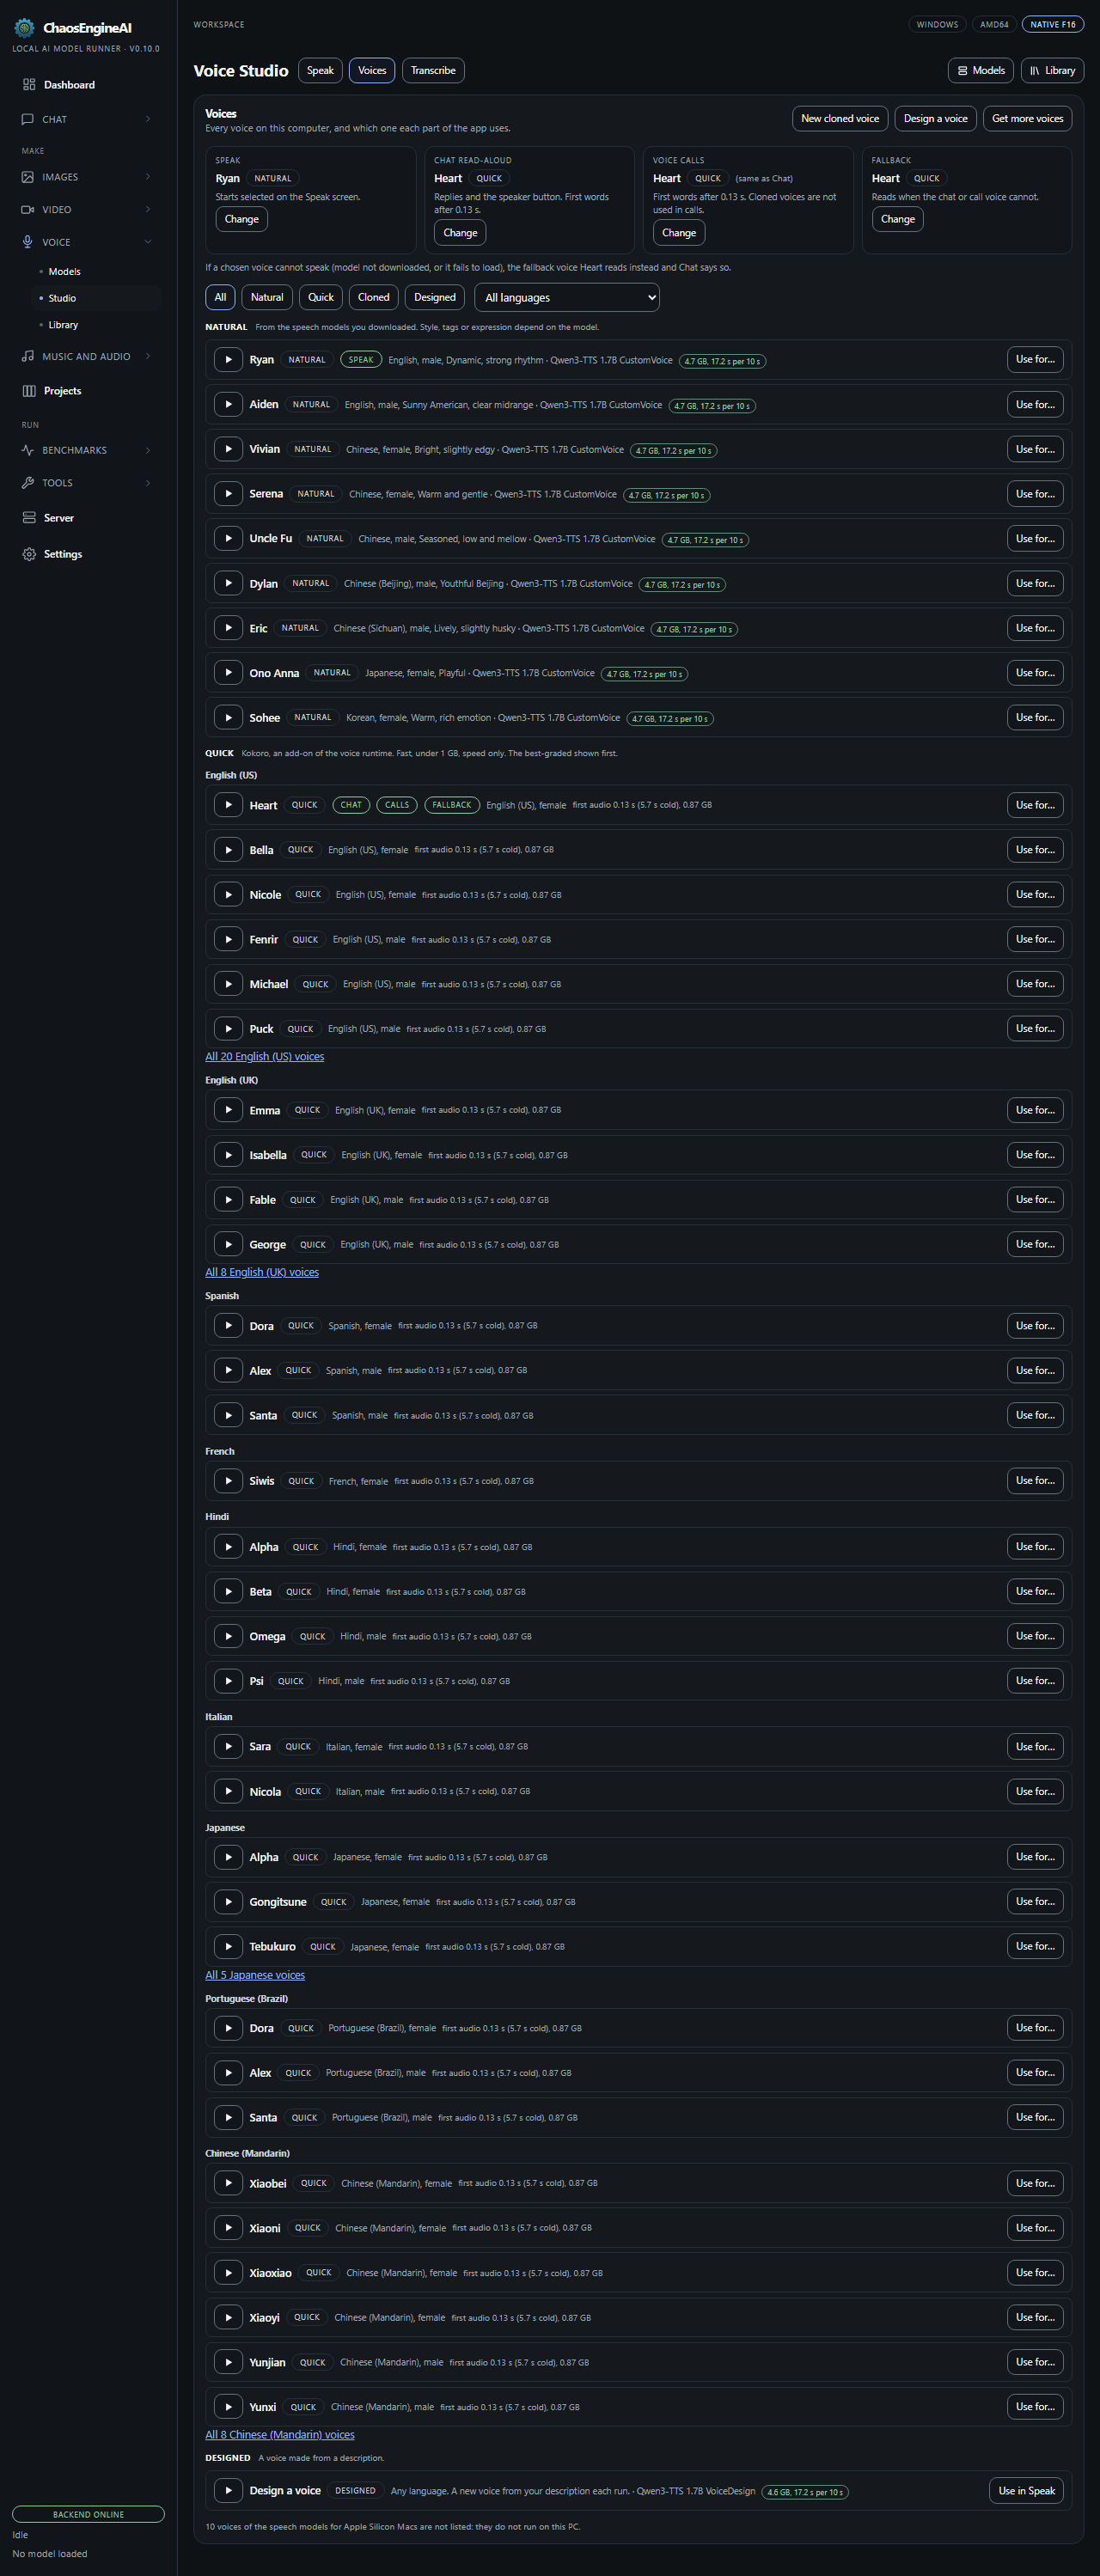 ChaosEngineAI
LOCAL AI MODEL RUNNER · V0.10.0
Dashboard
CHAT
MAKE
IMAGES
VIDEO
VOICE
Models
Studio
Library
MUSIC AND AUDIO
Projects
RUN
BENCHMARKS
TOOLS
Server
Settings
BACKEND ONLINE
Idle
No model loaded
WORKSPACE
WINDOWS AMD64 NATIVE F16
Voice Studio Speak Voices Transcribe Models Library
Voices
Every voice on this computer, and which one each part of the app uses.
New cloned voice Design a voice Get more voices
SPEAK
Ryan NATURAL
Starts selected on the Speak screen.
Change
CHAT READ-ALOUD
Heart QUICK
Replies and the speaker button. First words
after 0.13 s.
Change
VOICE CALLS
Heart QUICK (same as Chat)
First words after 0.13 s. Cloned voices are not
used in calls.
Change
FALLBACK
Heart QUICK
Reads when the chat or call voice cannot.
Change
If a chosen voice cannot speak (model not downloaded, or it fails to load), the fallback voice Heart reads instead and Chat says so.
All Natural Quick Cloned Designed All languages
NATURAL From the speech models you downloaded. Style, tags or expression depend on the model.
Ryan NATURAL SPEAK English, male, Dynamic, strong rhythm · Qwen3-TTS 1.7B CustomVoice 4.7 GB, 17.2 s per 10 s Use for...
Aiden NATURAL English, male, Sunny American, clear midrange · Qwen3-TTS 1.7B CustomVoice 4.7 GB, 17.2 s per 10 s Use for...
Vivian NATURAL Chinese, female, Bright, slightly edgy · Qwen3-TTS 1.7B CustomVoice 4.7 GB, 17.2 s per 10 s Use for...
Serena NATURAL Chinese, female, Warm and gentle · Qwen3-TTS 1.7B CustomVoice 4.7 GB, 17.2 s per 10 s Use for...
Uncle Fu NATURAL Chinese, male, Seasoned, low and mellow · Qwen3-TTS 1.7B CustomVoice 4.7 GB, 17.2 s per 10 s Use for...
Dylan NATURAL Chinese (Beijing), male, Youthful Beijing · Qwen3-TTS 1.7B CustomVoice 4.7 GB, 17.2 s per 10 s Use for...
Eric NATURAL Chinese (Sichuan), male, Lively, slightly husky · Qwen3-TTS 1.7B CustomVoice 4.7 GB, 17.2 s per 10 s Use for...
Ono Anna NATURAL Japanese, female, Playful · Qwen3-TTS 1.7B CustomVoice 4.7 GB, 17.2 s per 10 s Use for...
Sohee NATURAL Korean, female, Warm, rich emotion · Qwen3-TTS 1.7B CustomVoice 4.7 GB, 17.2 s per 10 s Use for...
QUICK Kokoro, an add-on of the voice runtime. Fast, under 1 GB, speed only. The best-graded shown first.
English (US)
Heart QUICK CHAT CALLS FALLBACK English (US), female first audio 0.13 s (5.7 s cold), 0.87 GB Use for...
Bella QUICK English (US), female first audio 0.13 s (5.7 s cold), 0.87 GB Use for...
Nicole QUICK English (US), female first audio 0.13 s (5.7 s cold), 0.87 GB Use for...
Fenrir QUICK English (US), male first audio 0.13 s (5.7 s cold), 0.87 GB Use for...
Michael QUICK English (US), male first audio 0.13 s (5.7 s cold), 0.87 GB Use for...
Puck QUICK English (US), male first audio 0.13 s (5.7 s cold), 0.87 GB Use for...
All 20 English (US) voices
English (UK)
Emma QUICK English (UK), female first audio 0.13 s (5.7 s cold), 0.87 GB Use for...
Isabella QUICK English (UK), female first audio 0.13 s (5.7 s cold), 0.87 GB Use for...
Fable QUICK English (UK), male first audio 0.13 s (5.7 s cold), 0.87 GB Use for...
George QUICK English (UK), male first audio 0.13 s (5.7 s cold), 0.87 GB Use for...
All 8 English (UK) voices
Spanish
Dora QUICK Spanish, female first audio 0.13 s (5.7 s cold), 0.87 GB Use for...
Alex QUICK Spanish, male first audio 0.13 s (5.7 s cold), 0.87 GB Use for...
Santa QUICK Spanish, male first audio 0.13 s (5.7 s cold), 0.87 GB Use for...
French
Siwis QUICK French, female first audio 0.13 s (5.7 s cold), 0.87 GB Use for...
Hindi
Alpha QUICK Hindi, female first audio 0.13 s (5.7 s cold), 0.87 GB Use for...
Beta QUICK Hindi, female first audio 0.13 s (5.7 s cold), 0.87 GB Use for...
Omega QUICK Hindi, male first audio 0.13 s (5.7 s cold), 0.87 GB Use for...
Psi QUICK Hindi, male first audio 0.13 s (5.7 s cold), 0.87 GB Use for...
Italian
Sara QUICK Italian, female first audio 0.13 s (5.7 s cold), 0.87 GB Use for...
Nicola QUICK Italian, male first audio 0.13 s (5.7 s cold), 0.87 GB Use for...
Japanese
Alpha QUICK Japanese, female first audio 0.13 s (5.7 s cold), 0.87 GB Use for...
Gongitsune QUICK Japanese, female first audio 0.13 s (5.7 s cold), 0.87 GB Use for...
Tebukuro QUICK Japanese, female first audio 0.13 s (5.7 s cold), 0.87 GB Use for...
All 5 Japanese voices
Portuguese (Brazil)
Dora QUICK Portuguese (Brazil), female first audio 0.13 s (5.7 s cold), 0.87 GB Use for...
Alex QUICK Portuguese (Brazil), male first audio 0.13 s (5.7 s cold), 0.87 GB Use for...
Santa QUICK Portuguese (Brazil), male first audio 0.13 s (5.7 s cold), 0.87 GB Use for...
Chinese (Mandarin)
Xiaobei QUICK Chinese (Mandarin), female first audio 0.13 s (5.7 s cold), 0.87 GB Use for...
Xiaoni QUICK Chinese (Mandarin), female first audio 0.13 s (5.7 s cold), 0.87 GB Use for...
Xiaoxiao QUICK Chinese (Mandarin), female first audio 0.13 s (5.7 s cold), 0.87 GB Use for...
Xiaoyi QUICK Chinese (Mandarin), female first audio 0.13 s (5.7 s cold), 0.87 GB Use for...
Yunjian QUICK Chinese (Mandarin), male first audio 0.13 s (5.7 s cold), 0.87 GB Use for...
Yunxi QUICK Chinese (Mandarin), male first audio 0.13 s (5.7 s cold), 0.87 GB Use for...
All 8 Chinese (Mandarin) voices
DESIGNED A voice made from a description.
Design a voice DESIGNED Any language. A new voice from your description each run. · Qwen3-TTS 1.7B VoiceDesign 4.6 GB, 17.2 s per 10 s Use in Speak
10 voices of the speech models for Apple Silicon Macs are not listed: they do not run on this PC.